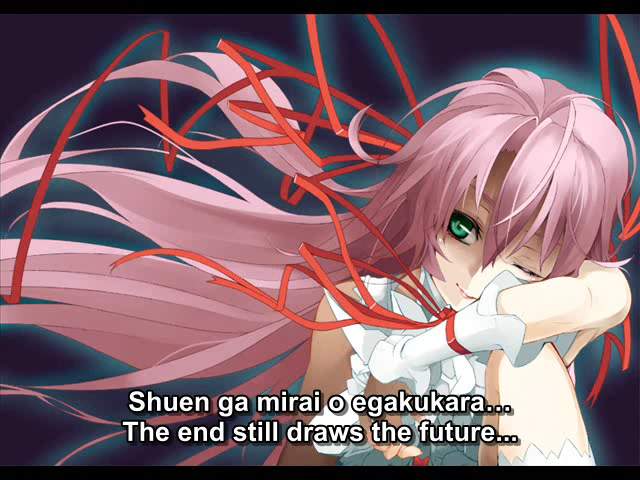 Shuen ga mirai o egakukara...
The end still draws the future...